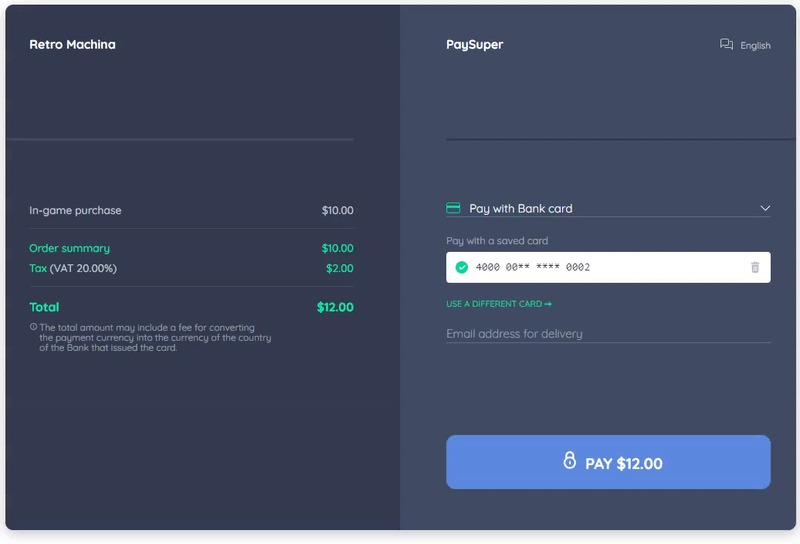 Retro Machina
In-game purchase $10.00
Order summary $10.00
Tax (VAT 20.00%) $2.00
Total $12.00
The total amount may include a fee for converting
the payment currency into the currency of the country
of the Bank that issued the card.
PaySuper English
Pay with Bank card
Pay with a saved card
4000 00** **** 0002
USE A DIFFERENT CARD →
Email address for delivery
PAY $12.00